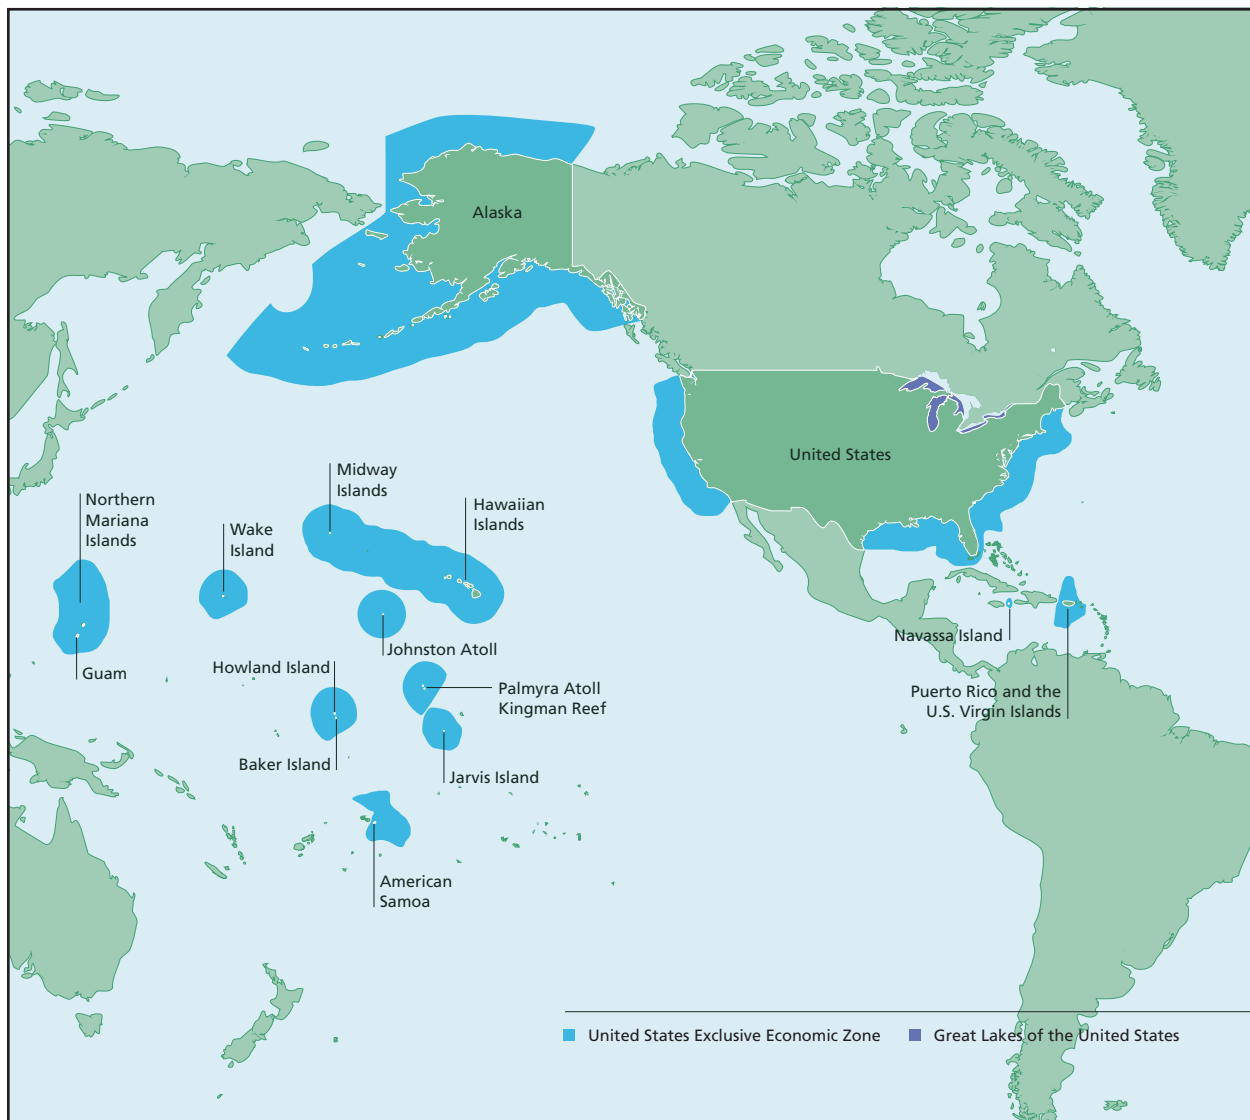 Alaska
United States
Midway
Islands
Northern
Mariana
Islands
Hawaiian
Islands
Wake
Island
Navassa Island
Johnston Atoll
Howland Island
Guam
Palmyra Atoll
Kingman Reef
Puerto Rico and the
U.S. Virgin Islands
Baker Island
Jarvis Island
American
Samoa
United States Exclusive Economic Zone
Great Lakes of the United States